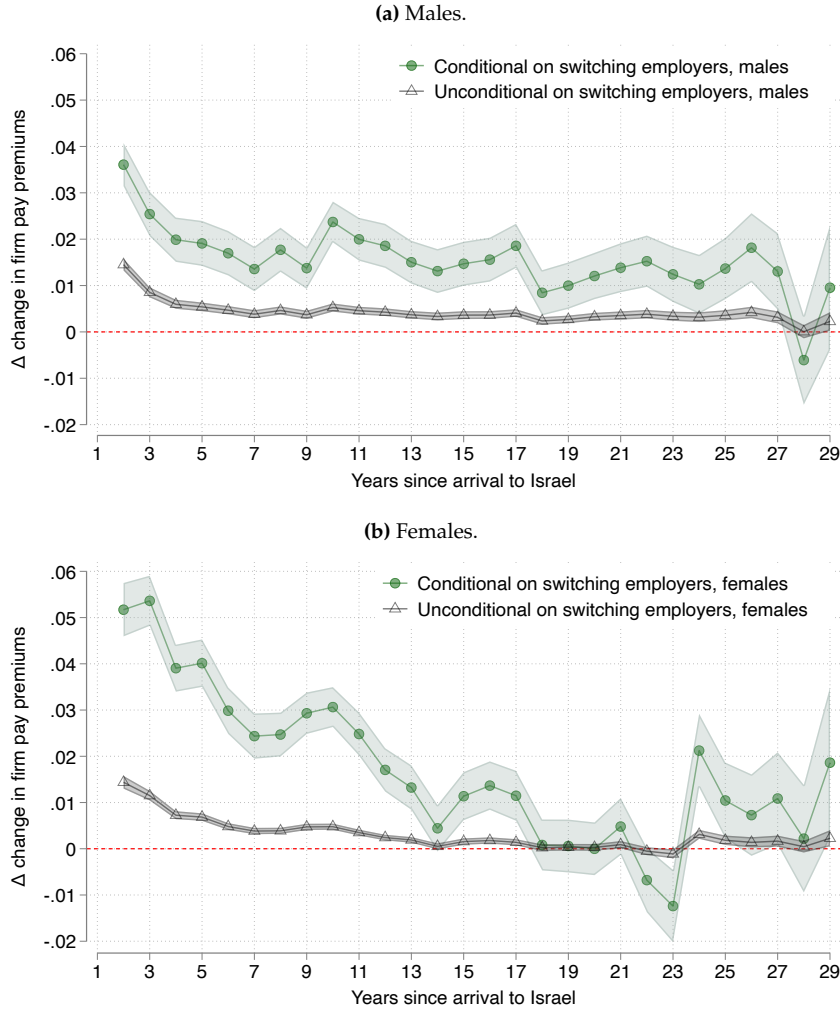 (a) Males.
Conditional on switching employers, males
Unconditional on switching employers, males
Δ change in firm pay premiums
.06
.05
.04
.03
.02
.01
0
-.01
-.02
1 3 5 7 9 11 13 15 17 19 21 23 25 27 29
Years since arrival to Israel
(b) Females.
Conditional on switching employers, females
Unconditional on switching employers, females
Δ change in firm pay premiums
.06
.05
.04
.03
.02
.01
0
-.01
-.02
1 3 5 7 9 11 13 15 17 19 21 23 25 27 29
Years since arrival to Israel